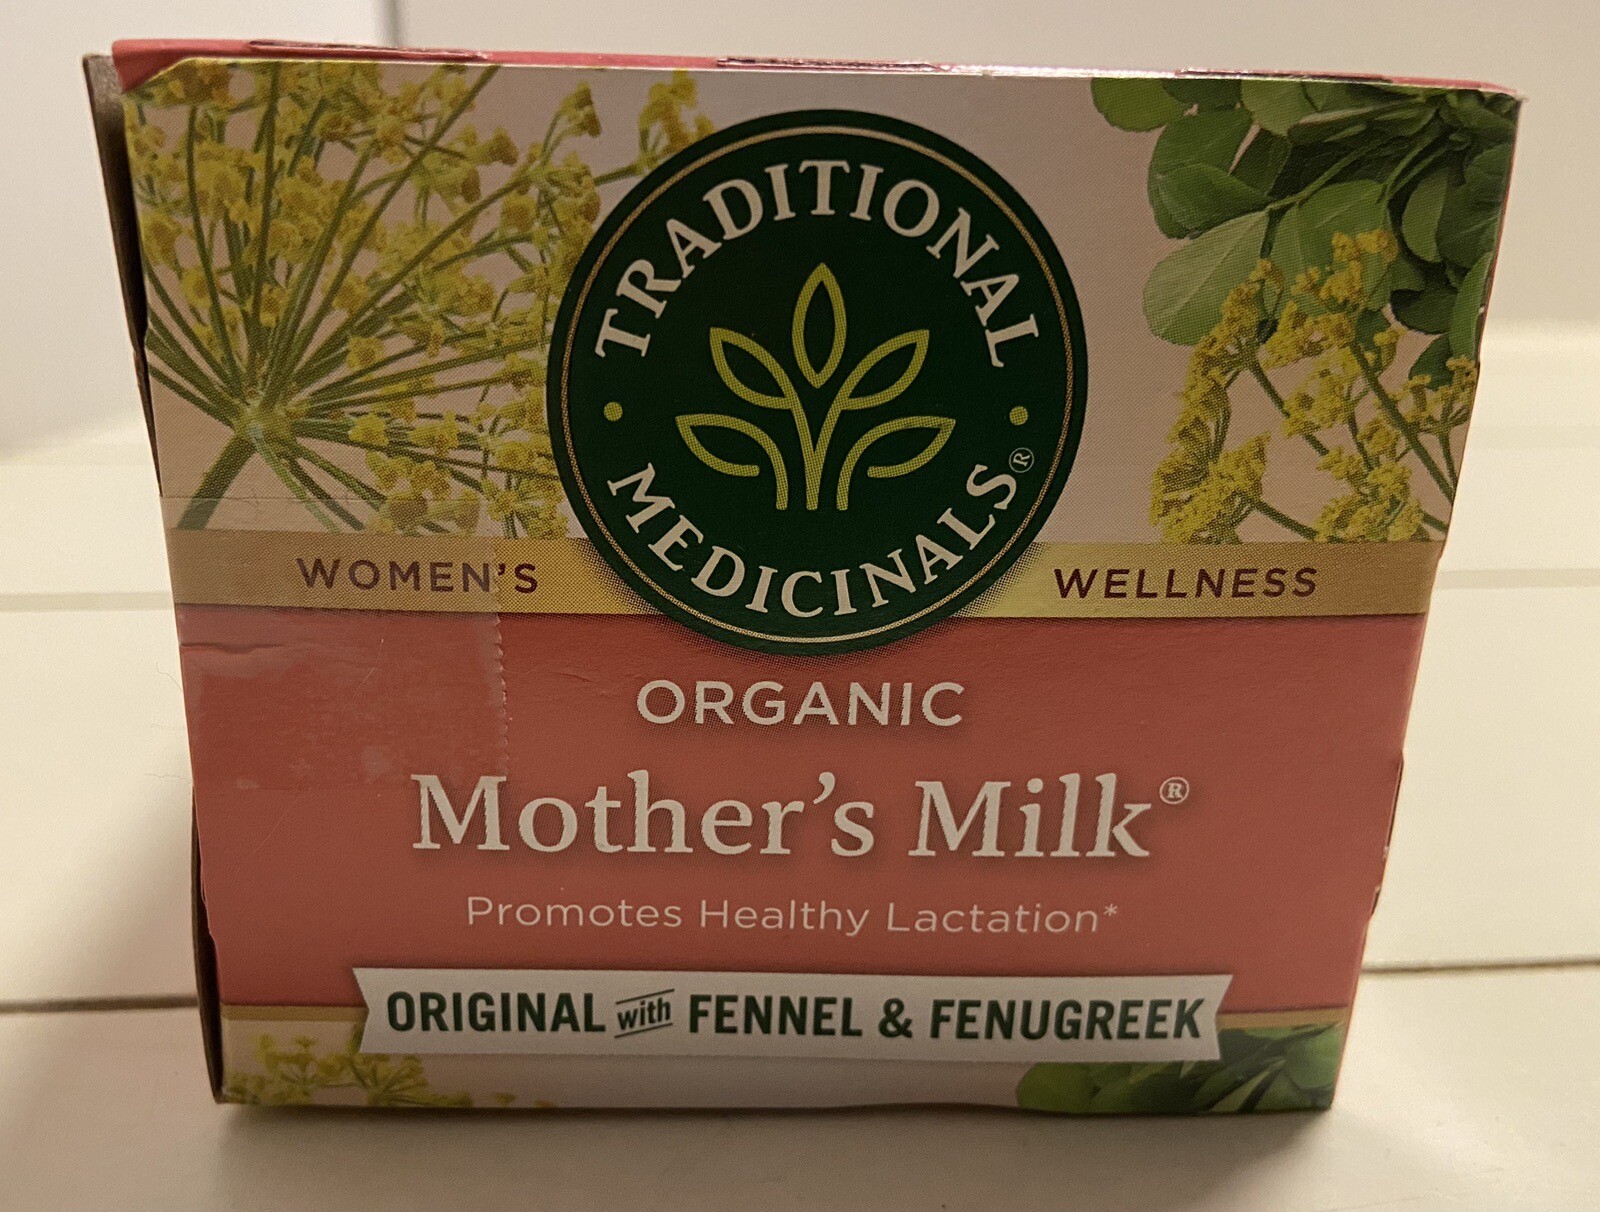 TRADITIONAL
MEDICINALS®
WOMEN'S WELLNESS
ORGANIC
Mother's Milk®
Promotes Healthy Lactation*
ORIGINAL with FENNEL & FENUGREEK